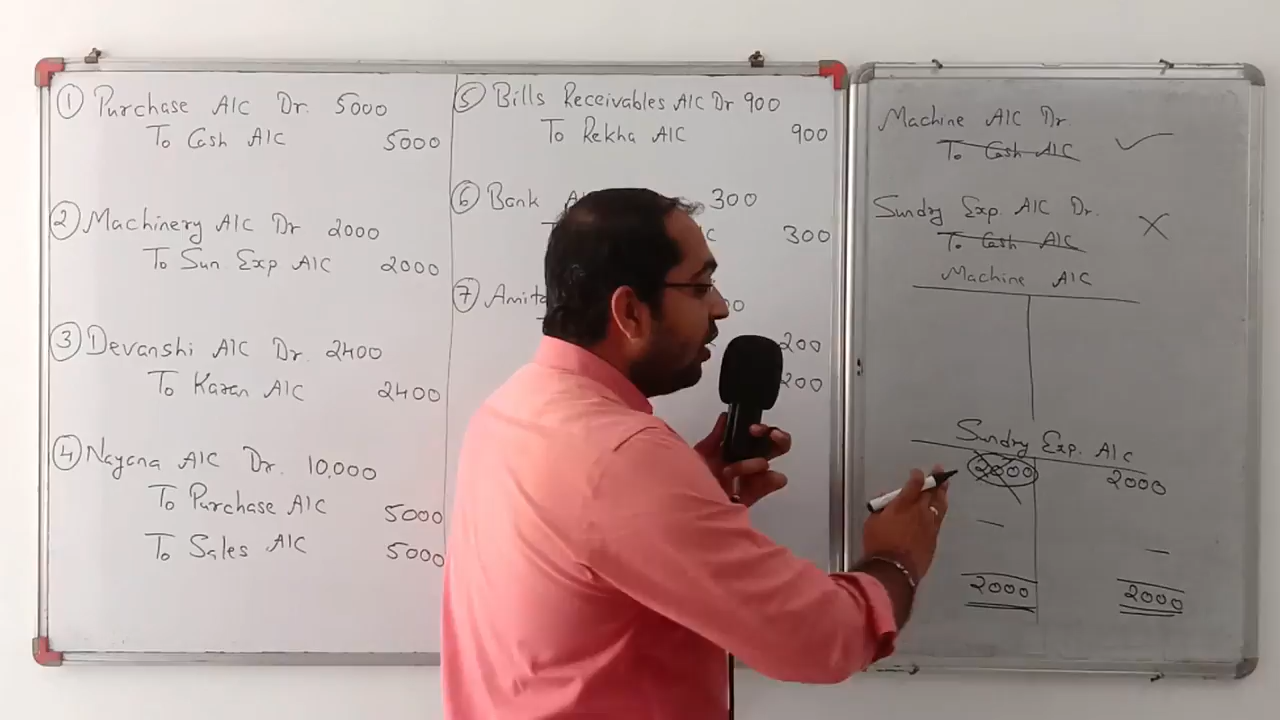 ① Purchase A/C Dr. 5000
To Cash A/C 5000
② Machinery A/C Dr 2000
To Sun Exp A/C 2000
③ Devanshi A/C Dr. 2400
To Karan A/C 2400
④ Nayana A/C Dr. 10,000
To Purchase A/C 5000
To Sales A/C 5000
⑤ Bills Receivables A/C Dr 900
To Rekha A/C 900
⑥ Bank 300
300
⑦
200
200
Machine A/C Dr. ✓
To Cash A/C
Sundry Exp. A/C Dr. X
To Cash A/C
Machine A/C
Sundry Exp. A/C
2000 2000
— —
2000 2000